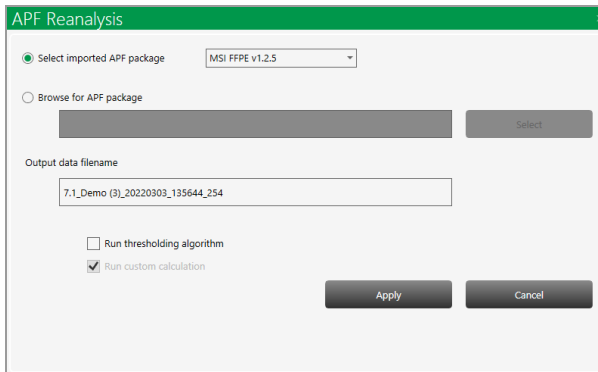 APF Reanalysis
Select imported APF package MSI FFPE v1.2.5
Browse for APF package
Select
Output data filename
7.1_Demo (3)_20220303_135644_254
Run thresholding algorithm
Run custom calculation
Apply Cancel